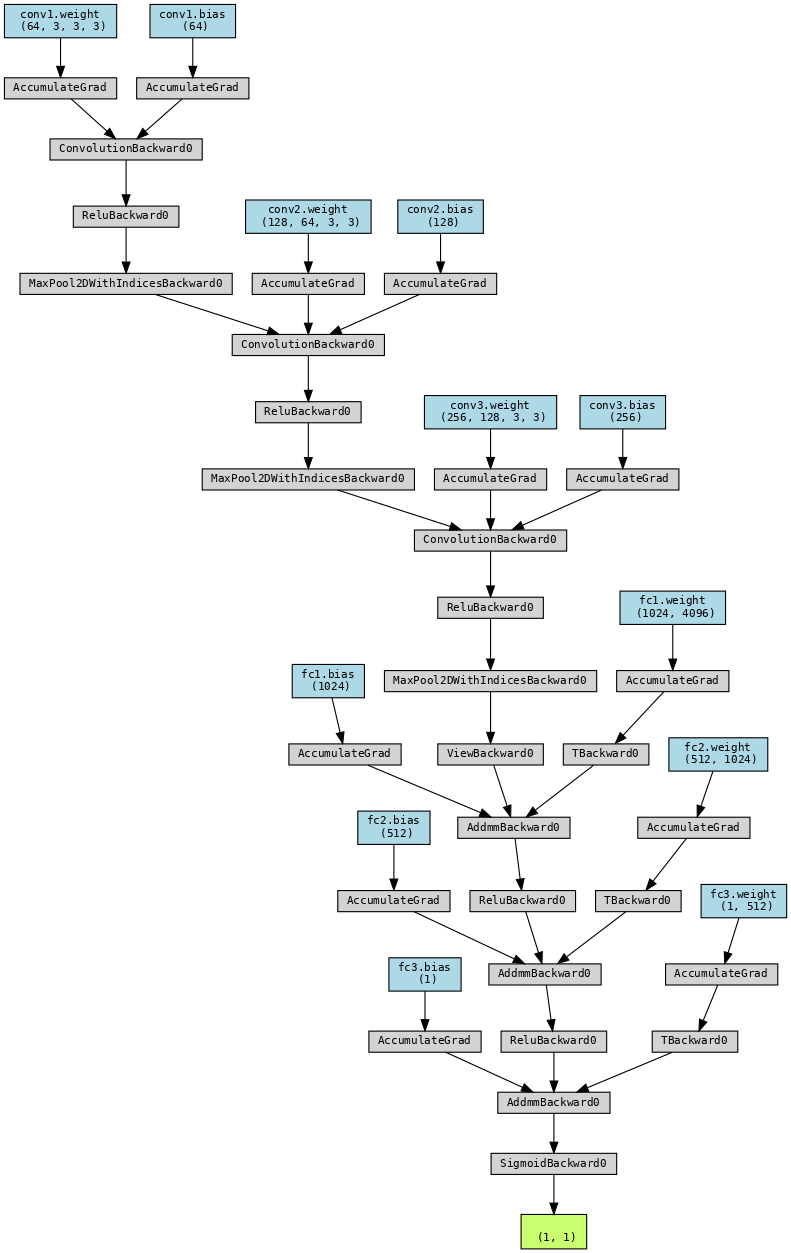 conv1.weight
(64, 3, 3, 3)
conv1.bias
(64)
AccumulateGrad
AccumulateGrad
ConvolutionBackward0
ReluBackward0
conv2.weight
(128, 64, 3, 3)
conv2.bias
(128)
MaxPool2DWithIndicesBackward0
AccumulateGrad
AccumulateGrad
ConvolutionBackward0
ReluBackward0
conv3.weight
(256, 128, 3, 3)
conv3.bias
(256)
MaxPool2DWithIndicesBackward0
AccumulateGrad
AccumulateGrad
ConvolutionBackward0
ReluBackward0
fc1.weight
(1024, 4096)
fc1.bias
(1024)
MaxPool2DWithIndicesBackward0
AccumulateGrad
AccumulateGrad
ViewBackward0
TBackward0
fc2.weight
(512, 1024)
fc2.bias
(512)
AddmmBackward0
AccumulateGrad
AccumulateGrad
ReluBackward0
TBackward0
fc3.weight
(1, 512)
fc3.bias
(1)
AddmmBackward0
AccumulateGrad
AccumulateGrad
ReluBackward0
TBackward0
AddmmBackward0
SigmoidBackward0
(1, 1)